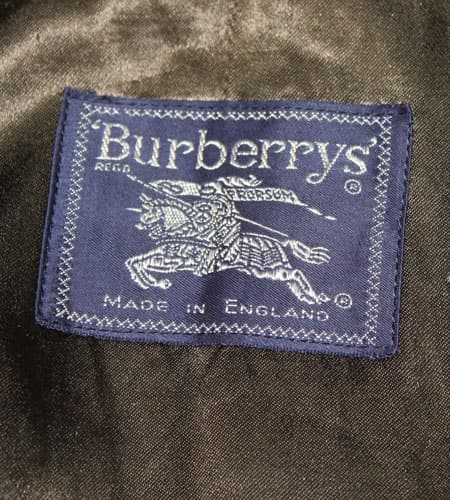 'Burberrys'
REGD
PRORSUM
®
®
MADE IN ENGLAND